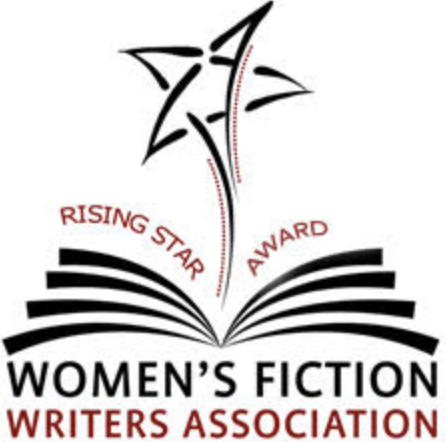 RISING STAR AWARD
WOMEN'S FICTION
WRITERS ASSOCIATION